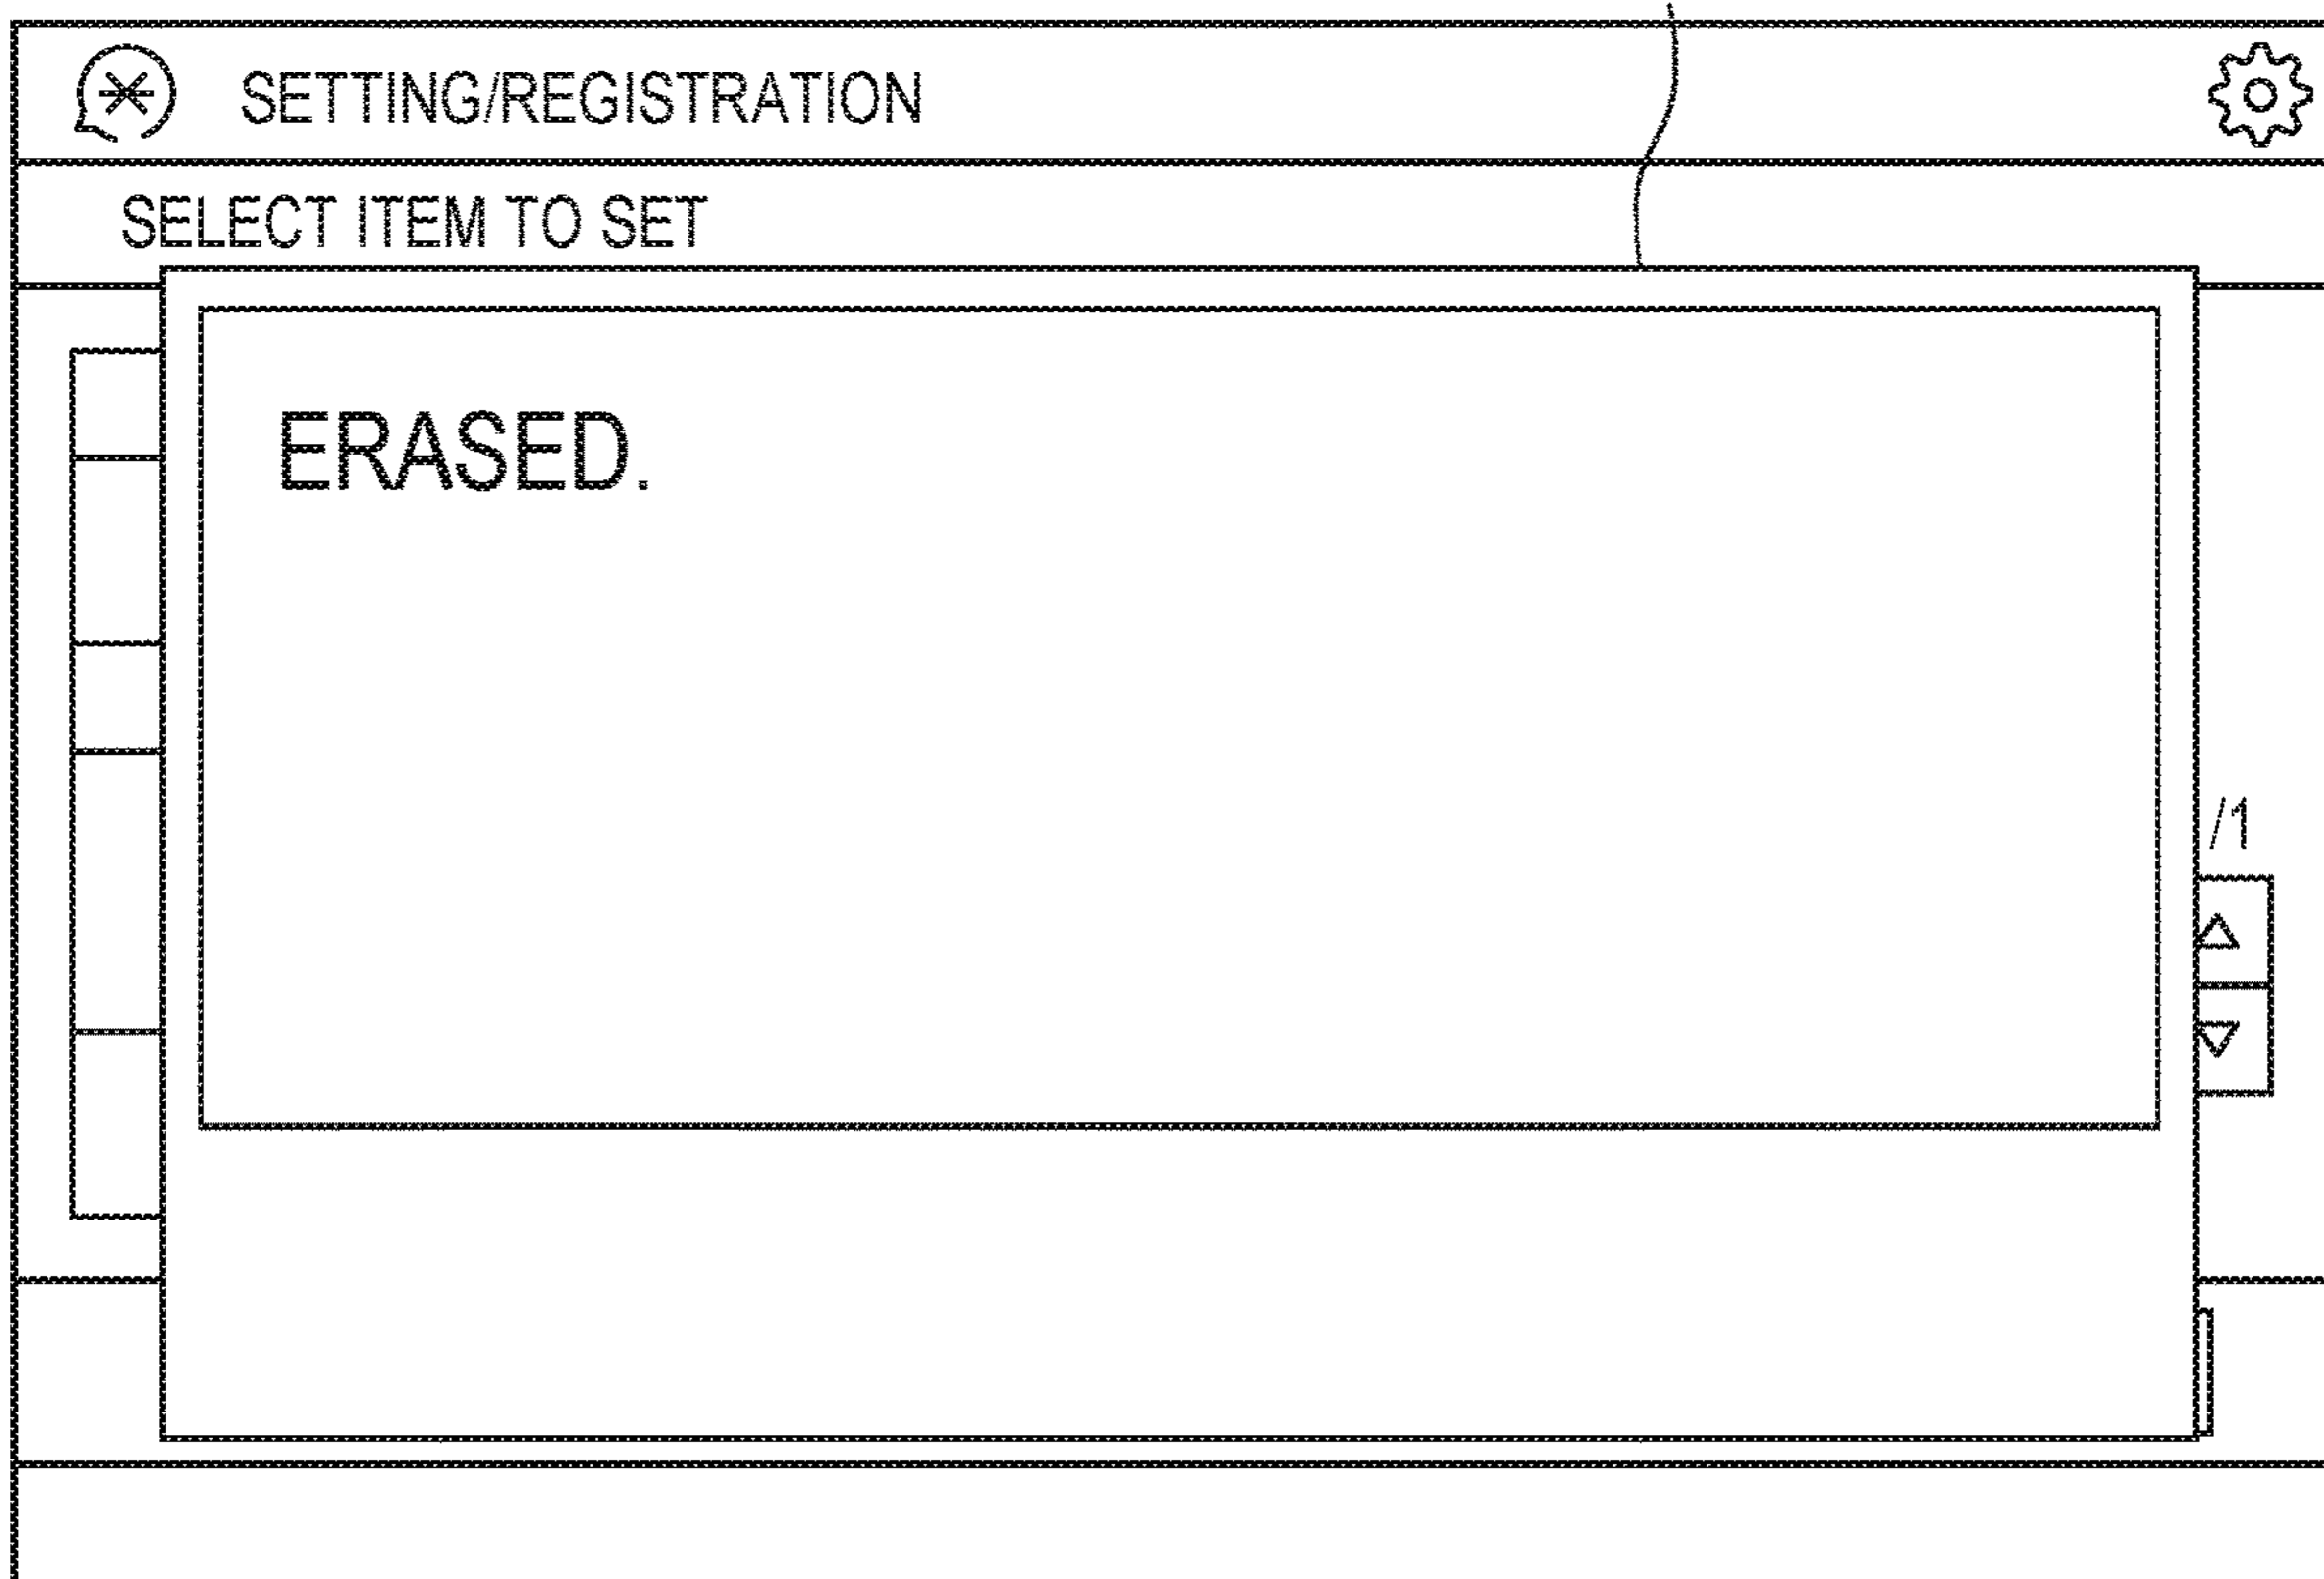 SETTING/REGISTRATION
SELECT ITEM TO SET
ERASED.
/1